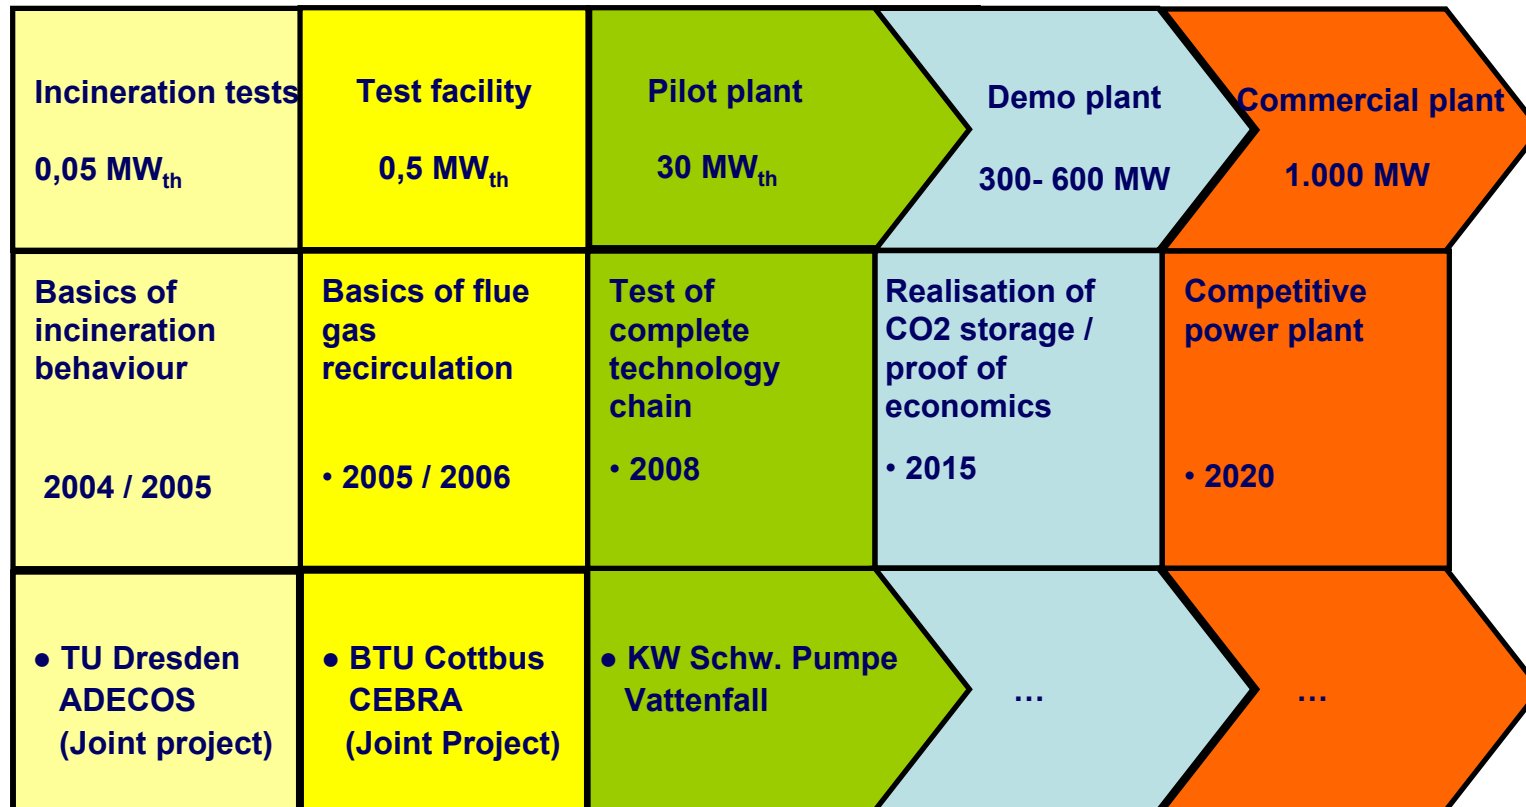 Incineration tests
0,05 MWth
Test facility
0,5 MWth
Pilot plant
30 MWth
Demo plant
300- 600 MW
Commercial plant
1.000 MW
Basics of
incineration
behaviour
2004 / 2005
Basics of flue
gas
recirculation
• 2005 / 2006
Test of
complete
technology
chain
• 2008
Realisation of
CO2 storage /
proof of
economics
• 2015
Competitive
power plant
• 2020
● TU Dresden
ADECOS
(Joint project)
● BTU Cottbus
CEBRA
(Joint Project)
● KW Schw. Pumpe
Vattenfall
...
...